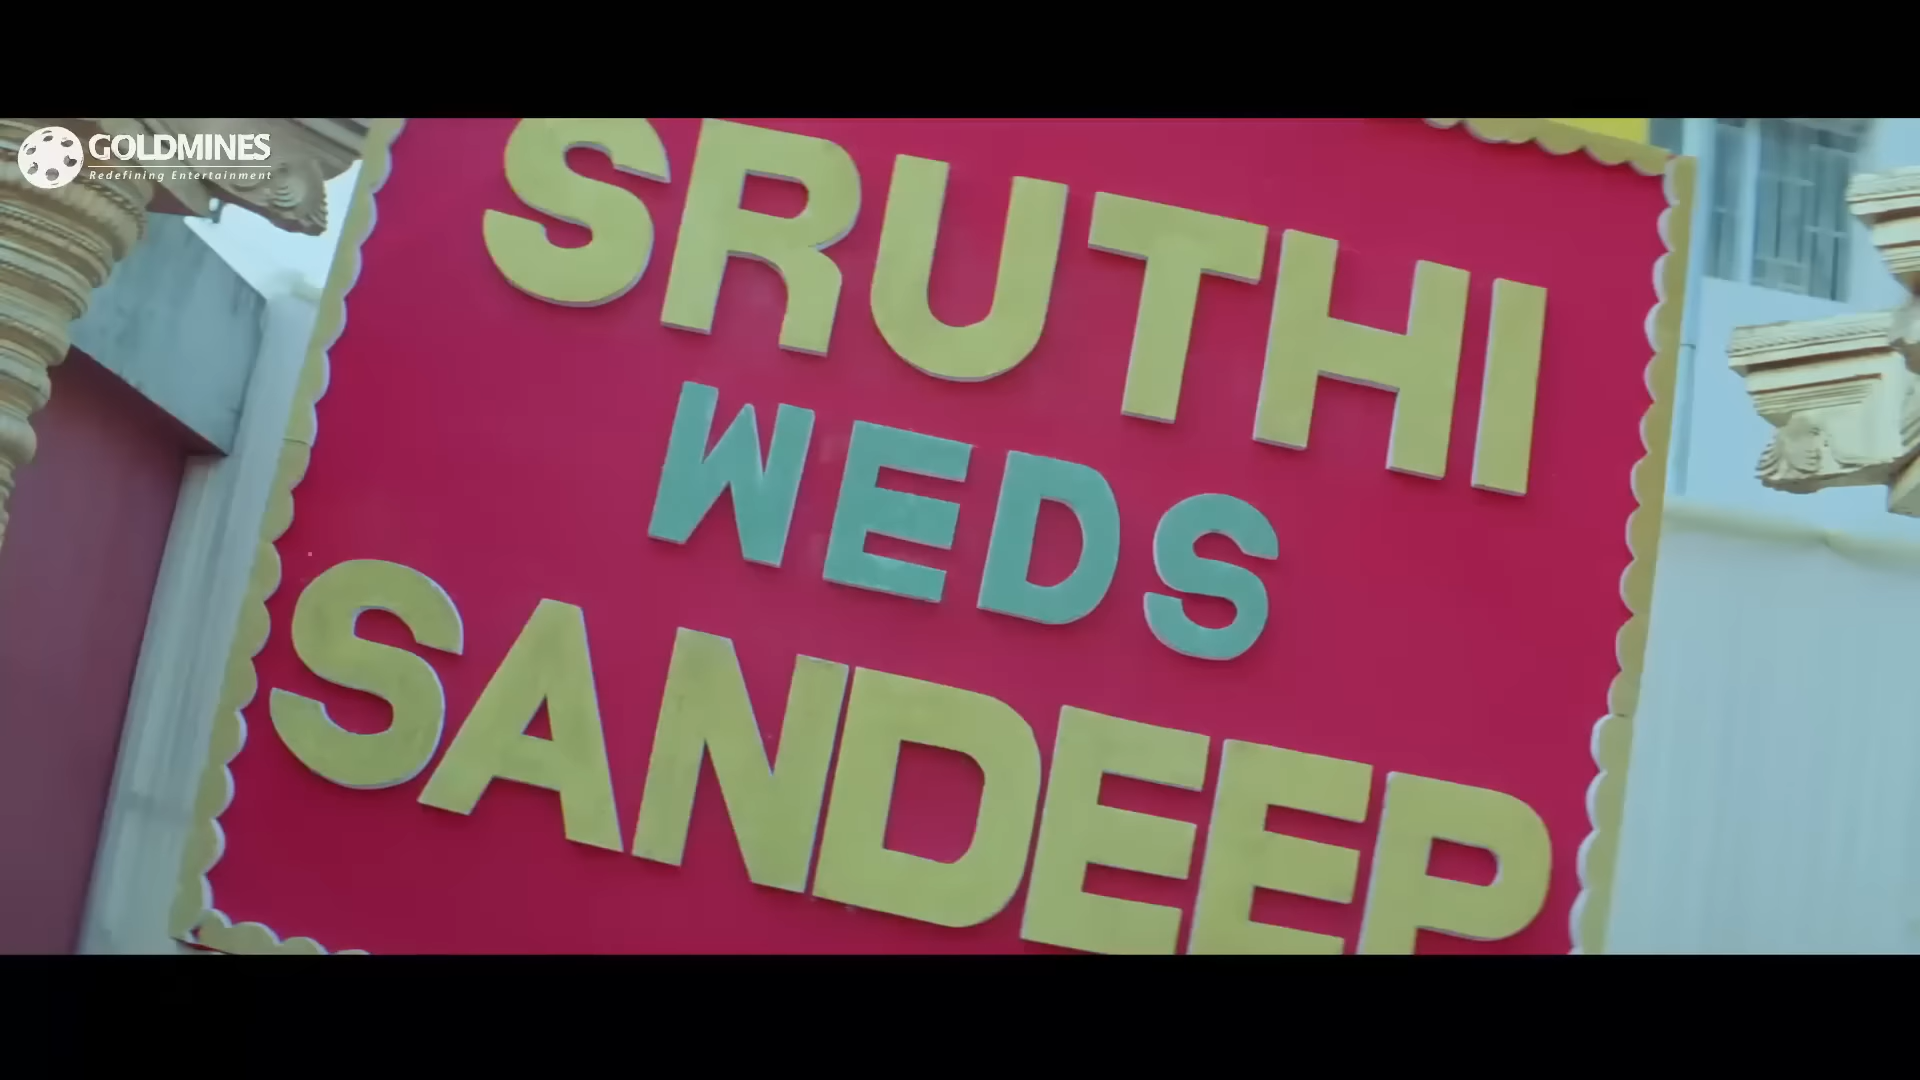 GOLDMINES
Redefining Entertainment
SRUTHI
WEDS
SANDEEP